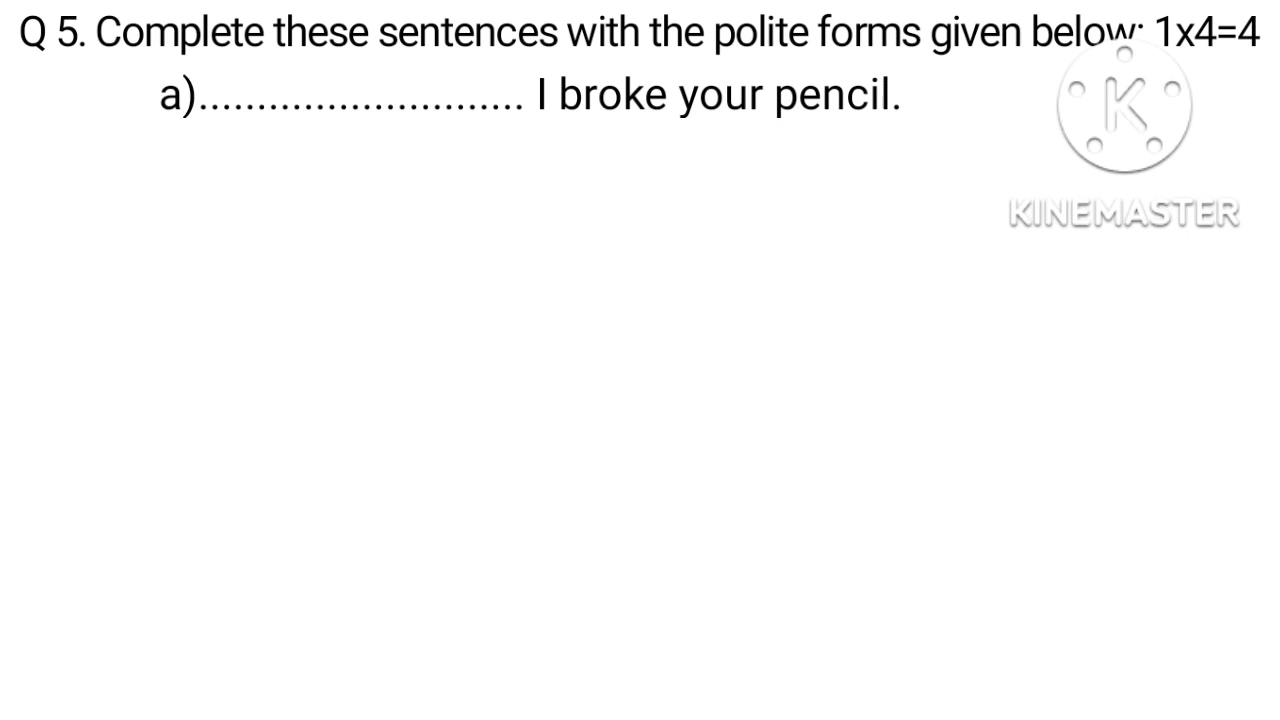 Q 5. Complete these sentences with the polite forms given below: 1x4=4
a)............................ I broke your pencil.
K
KINEMASTER